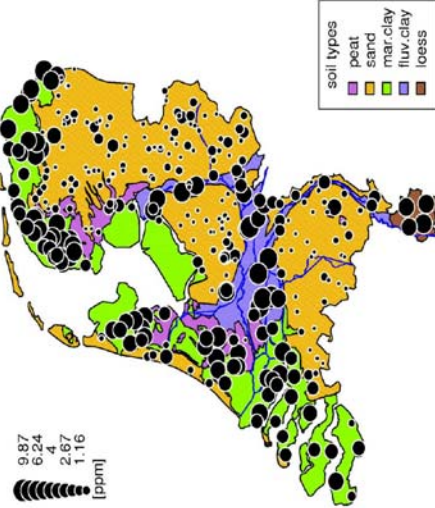 9.87
6.24
4
2.67
1.16
[ppm]
soil types
peat
sand
mar.clay
fluv.clay
loess